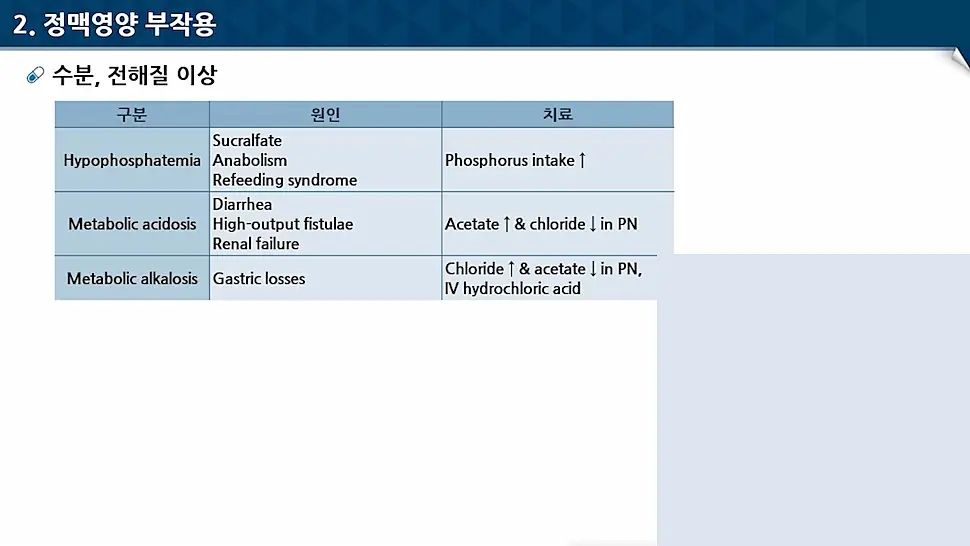 2. 정맥영양 부작용
수분, 전해질 이상
구분 원인 치료
Hypophosphatemia
Sucralfate
Anabolism
Refeeding syndrome
Phosphorus intake↑
Metabolic acidosis
Diarrhea
High-output fistulae
Renal failure
Acetate↑& chloride↓in PN
Metabolic alkalosis
Gastric losses
Chloride↑& acetate↓in PN,
IV hydrochloric acid